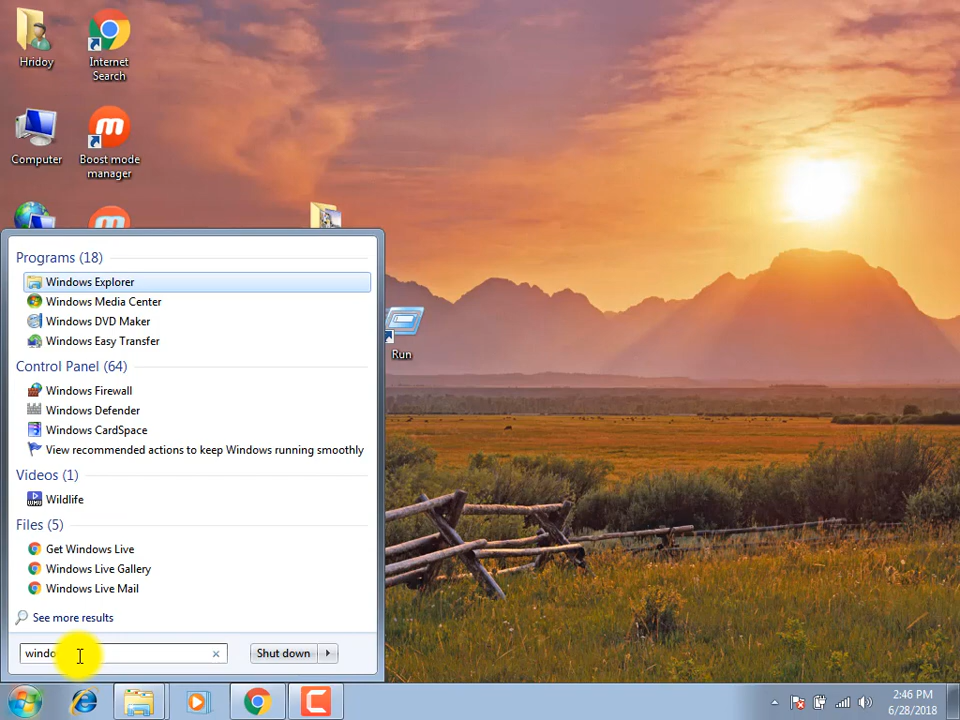 Hridoy
Internet
Search
Computer
Boost mode
manager
Run
Programs (18)
Windows Explorer
Windows Media Center
Windows DVD Maker
Windows Easy Transfer
Control Panel (64)
Windows Firewall
Windows Defender
Windows CardSpace
View recommended actions to keep Windows running smoothly
Videos (1)
Wildlife
Files (5)
Get Windows Live
Windows Live Gallery
Windows Live Mail
See more results
windo
Shut down
2:46 PM
6/28/2018